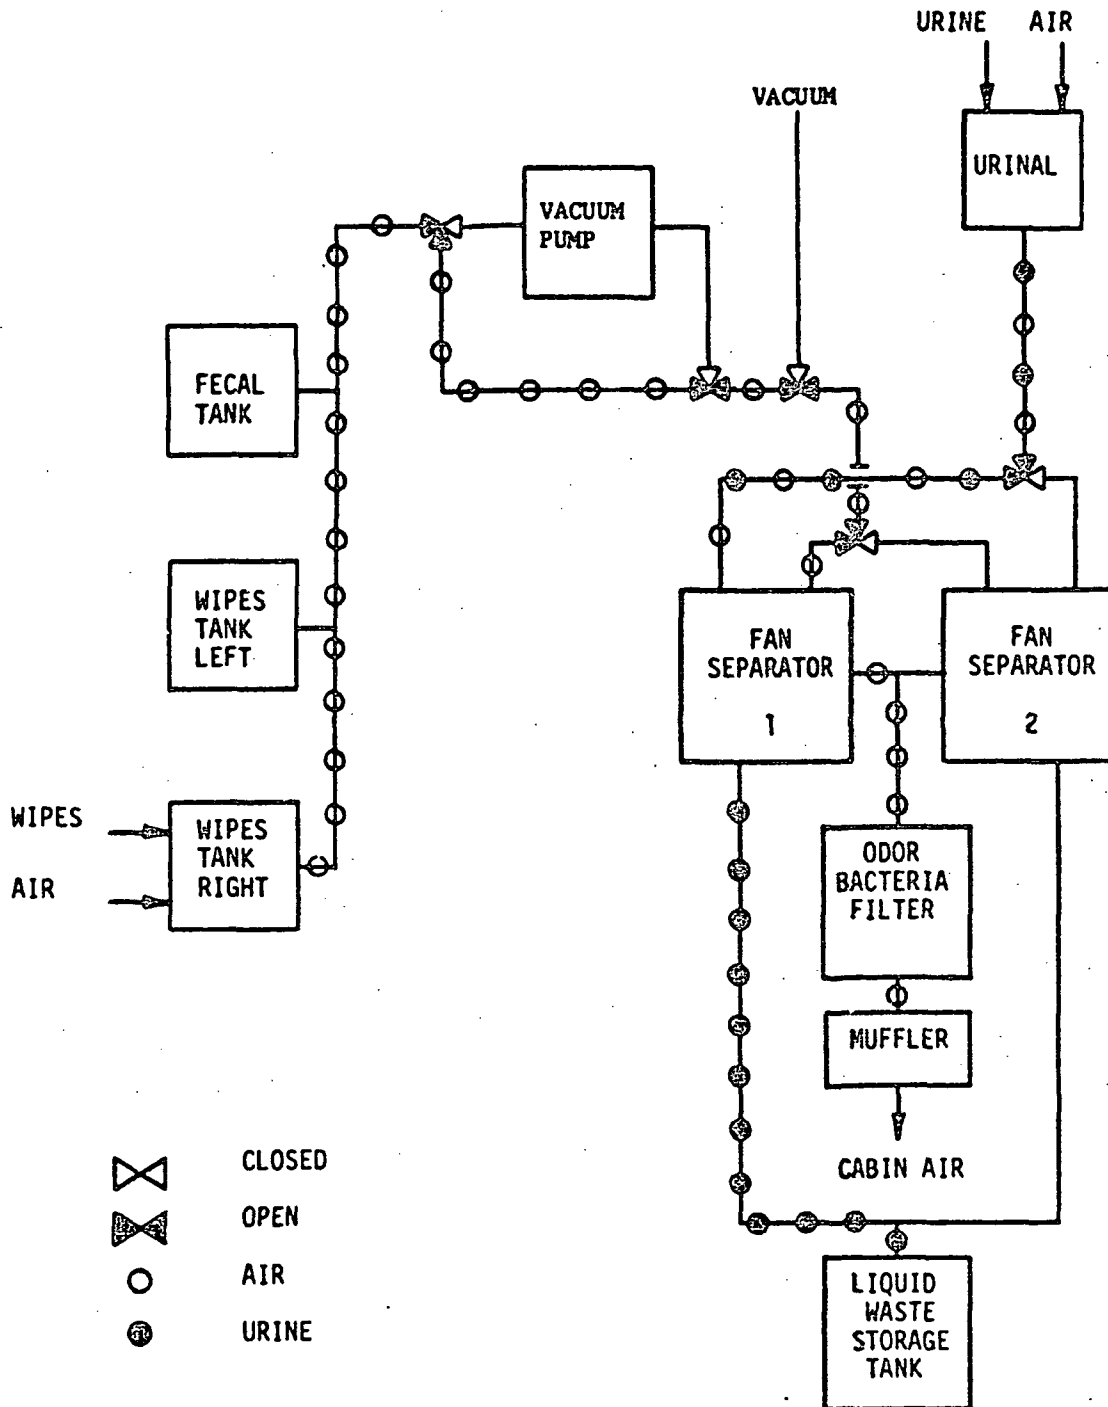 URINE AIR
VACUUM
URINAL
VACUUM
PUMP
FECAL
TANK
WIPES
TANK
LEFT
FAN
SEPARATOR
1
FAN
SEPARATOR
2
WIPES
AIR
WIPES
TANK
RIGHT
ODOR
BACTERIA
FILTER
MUFFLER
CABIN AIR
CLOSED
OPEN
AIR
URINE
LIQUID
WASTE
STORAGE
TANK